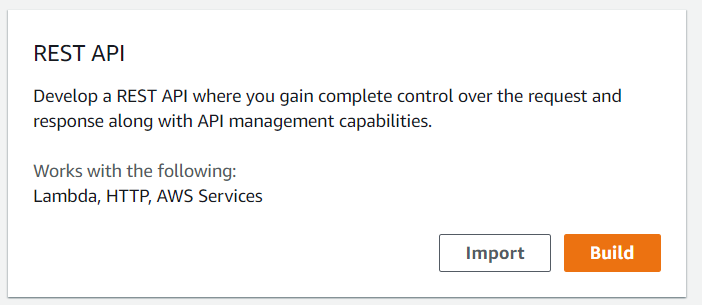 REST API
Develop a REST API where you gain complete control over the request and
response along with API management capabilities.
Works with the following:
Lambda, HTTP, AWS Services
Import
Build